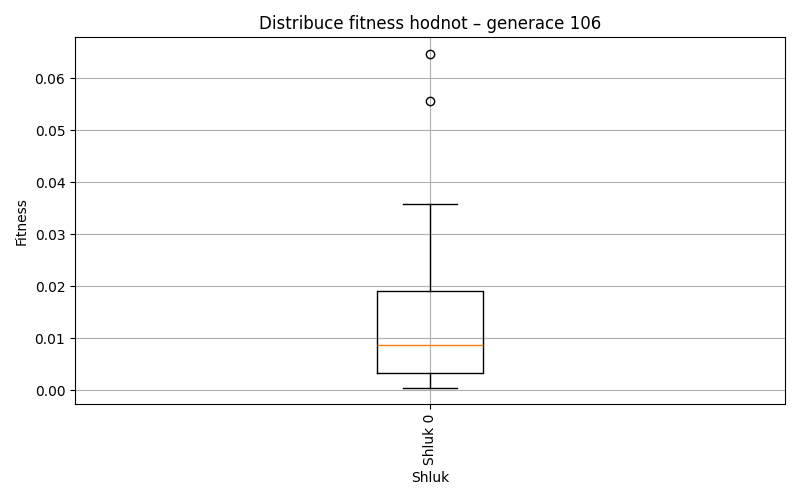 Distribuce fitness hodnot – generace 106
0.06
0.05
0.04
0.03
0.02
0.01
0.00
Fitness
Shluk 0
Shluk